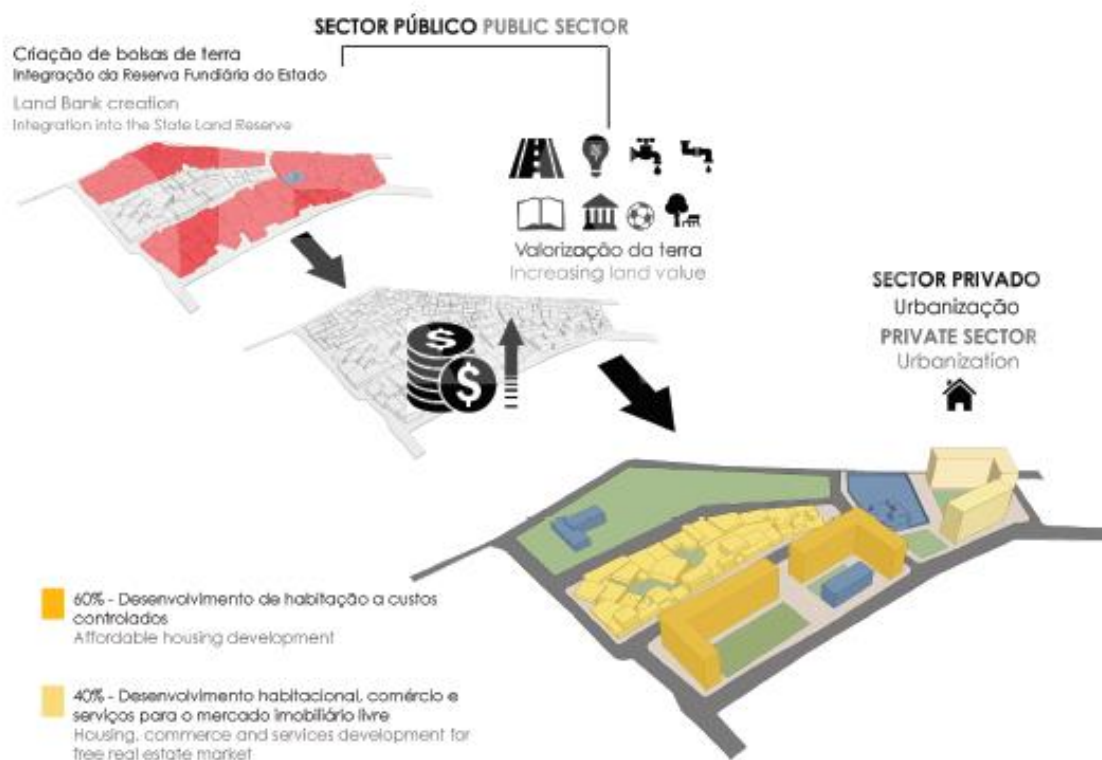 SECTOR PÚBLICO PUBLIC SECTOR
Criação de bolsas de terra
Integração da Reserva Fundiária do Estado
Land Bank creation
Integration into the State Land Reserve
Valorização da terra
Increasing land value
SECTOR PRIVADO
Urbanização
PRIVATE SECTOR
Urbanization
60% - Desenvolvimento de habitação a custos
controlados
Affordable housing development
40% - Desenvolvimento habitacional, comércio e
serviços para o mercado imobiliário livre
Housing, commerce and services development for
free real estate market